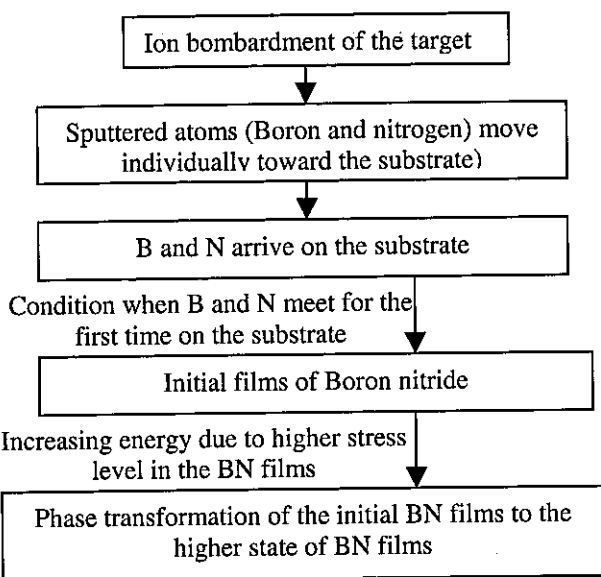 Ion bombardment of the target
Sputtered atoms (Boron and nitrogen) move
individually toward the substrate)
B and N arrive on the substrate
Condition when B and N meet for the
first time on the substrate
Initial films of Boron nitride
Increasing energy due to higher stress
level in the BN films
Phase transformation of the initial BN films to the
higher state of BN films